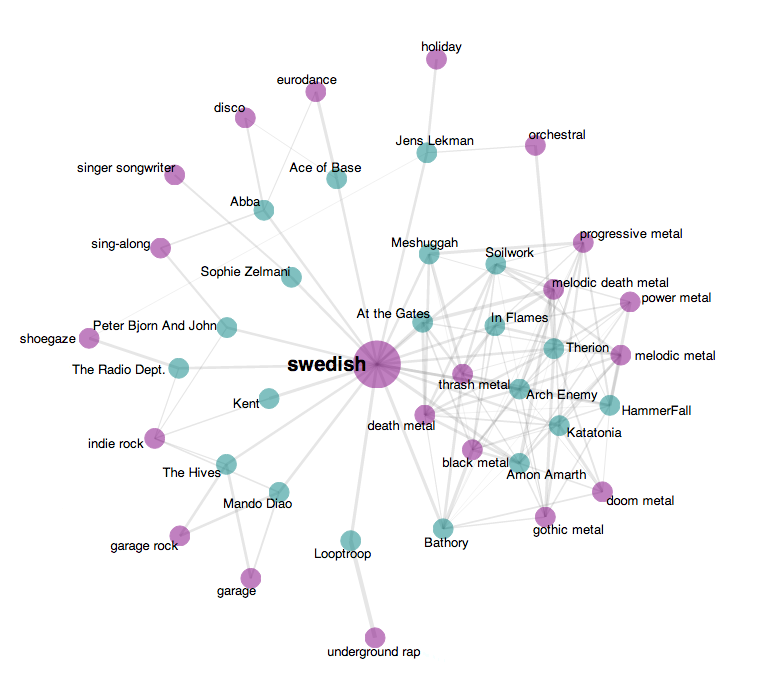 holiday
eurodance
disco
orchestral
Jens Lekman
singer songwriter
Ace of Base
Abba
progressive metal
sing-along
Meshuggah
Soilwork
Sophie Zelmani
melodic death metal
power metal
At the Gates
In Flames
Peter Bjorn And John
shoegaze
Therion
melodic metal
swedish
The Radio Dept.
thrash metal
Arch Enemy
Kent
HammerFall
death metal
Katatonia
indie rock
black metal
The Hives
Amon Amarth
Mando Diao
doom metal
gothic metal
garage rock
Bathory
Looptroop
garage
underground rap